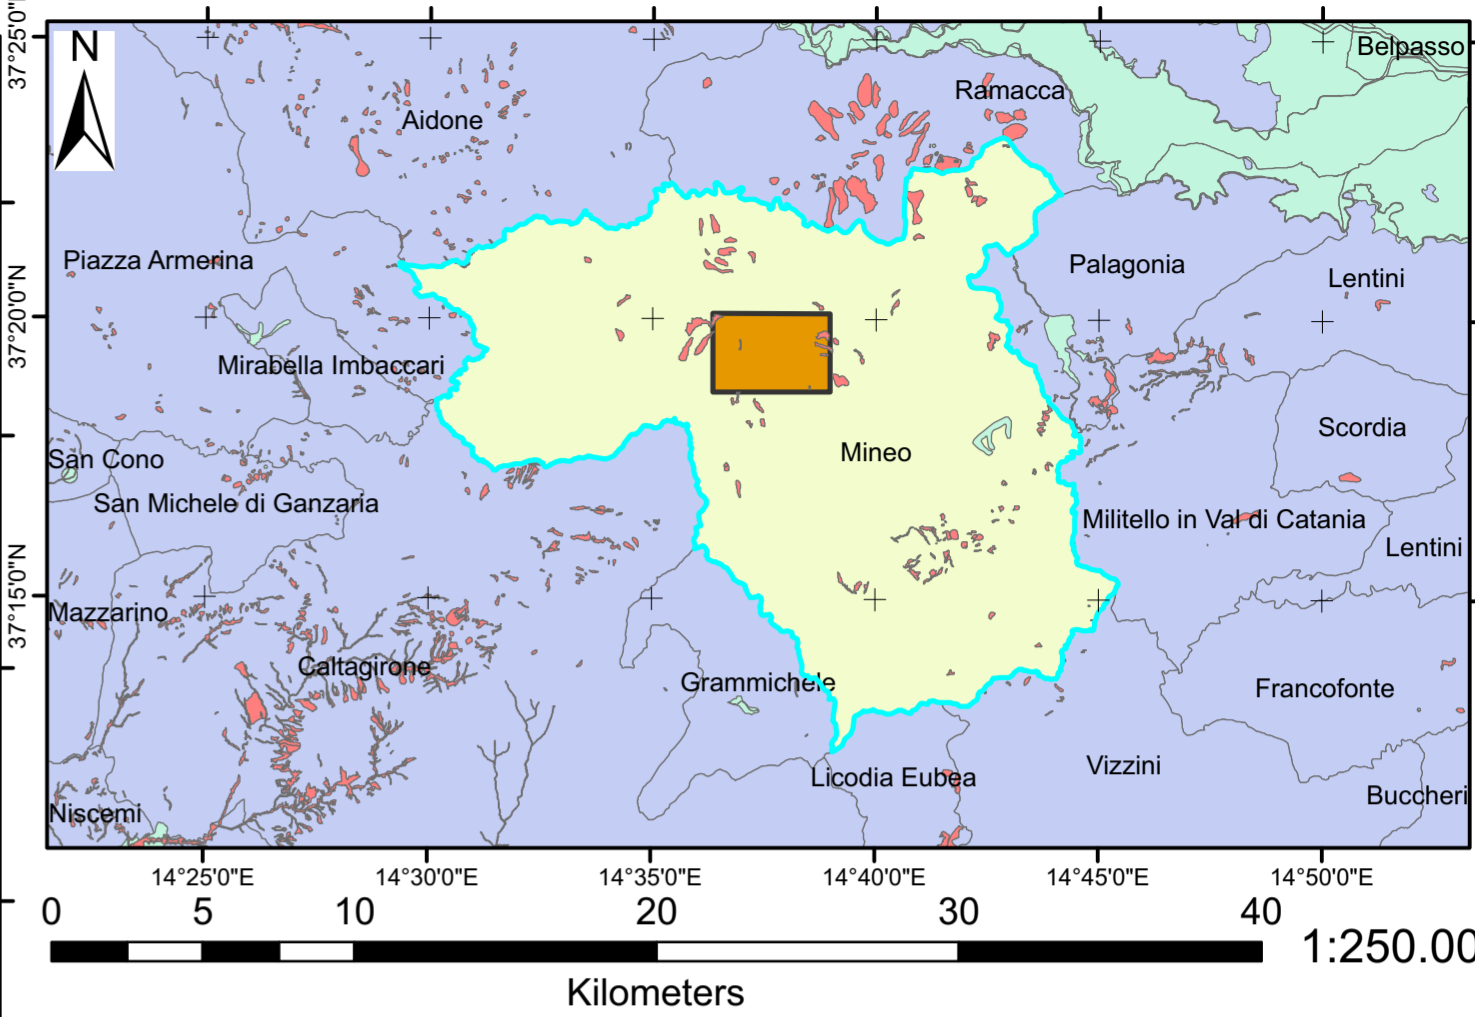 37°25'0"N
N
Belpasso
Ramacca
Aidone
Piazza Armerina
Palagonia
Lentini
37°20'0"N
Mirabella Imbaccari
Scordia
Mineo
San Cono
San Michele di Ganzaria
Militello in Val di Catania
Lentini
37°15'0"N
Mazzarino
Caltagirone
Grammichele
Francofonte
Licodia Eubea
Vizzini
Buccheri
Niscemi
14°25'0"E 14°30'0"E 14°35'0"E 14°40'0"E 14°45'0"E 14°50'0"E
0 5 10 20 30 40
1:250.00
Kilometers